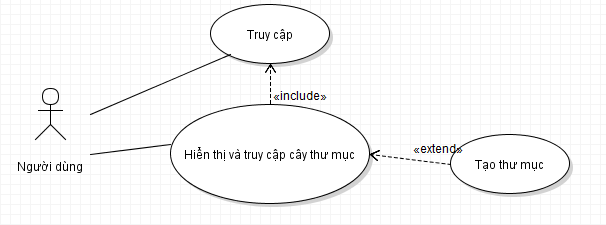 Truy cập
«include»
Người dùng
Hiển thị và truy cập cây thư mục
«extend»
Tạo thư mục